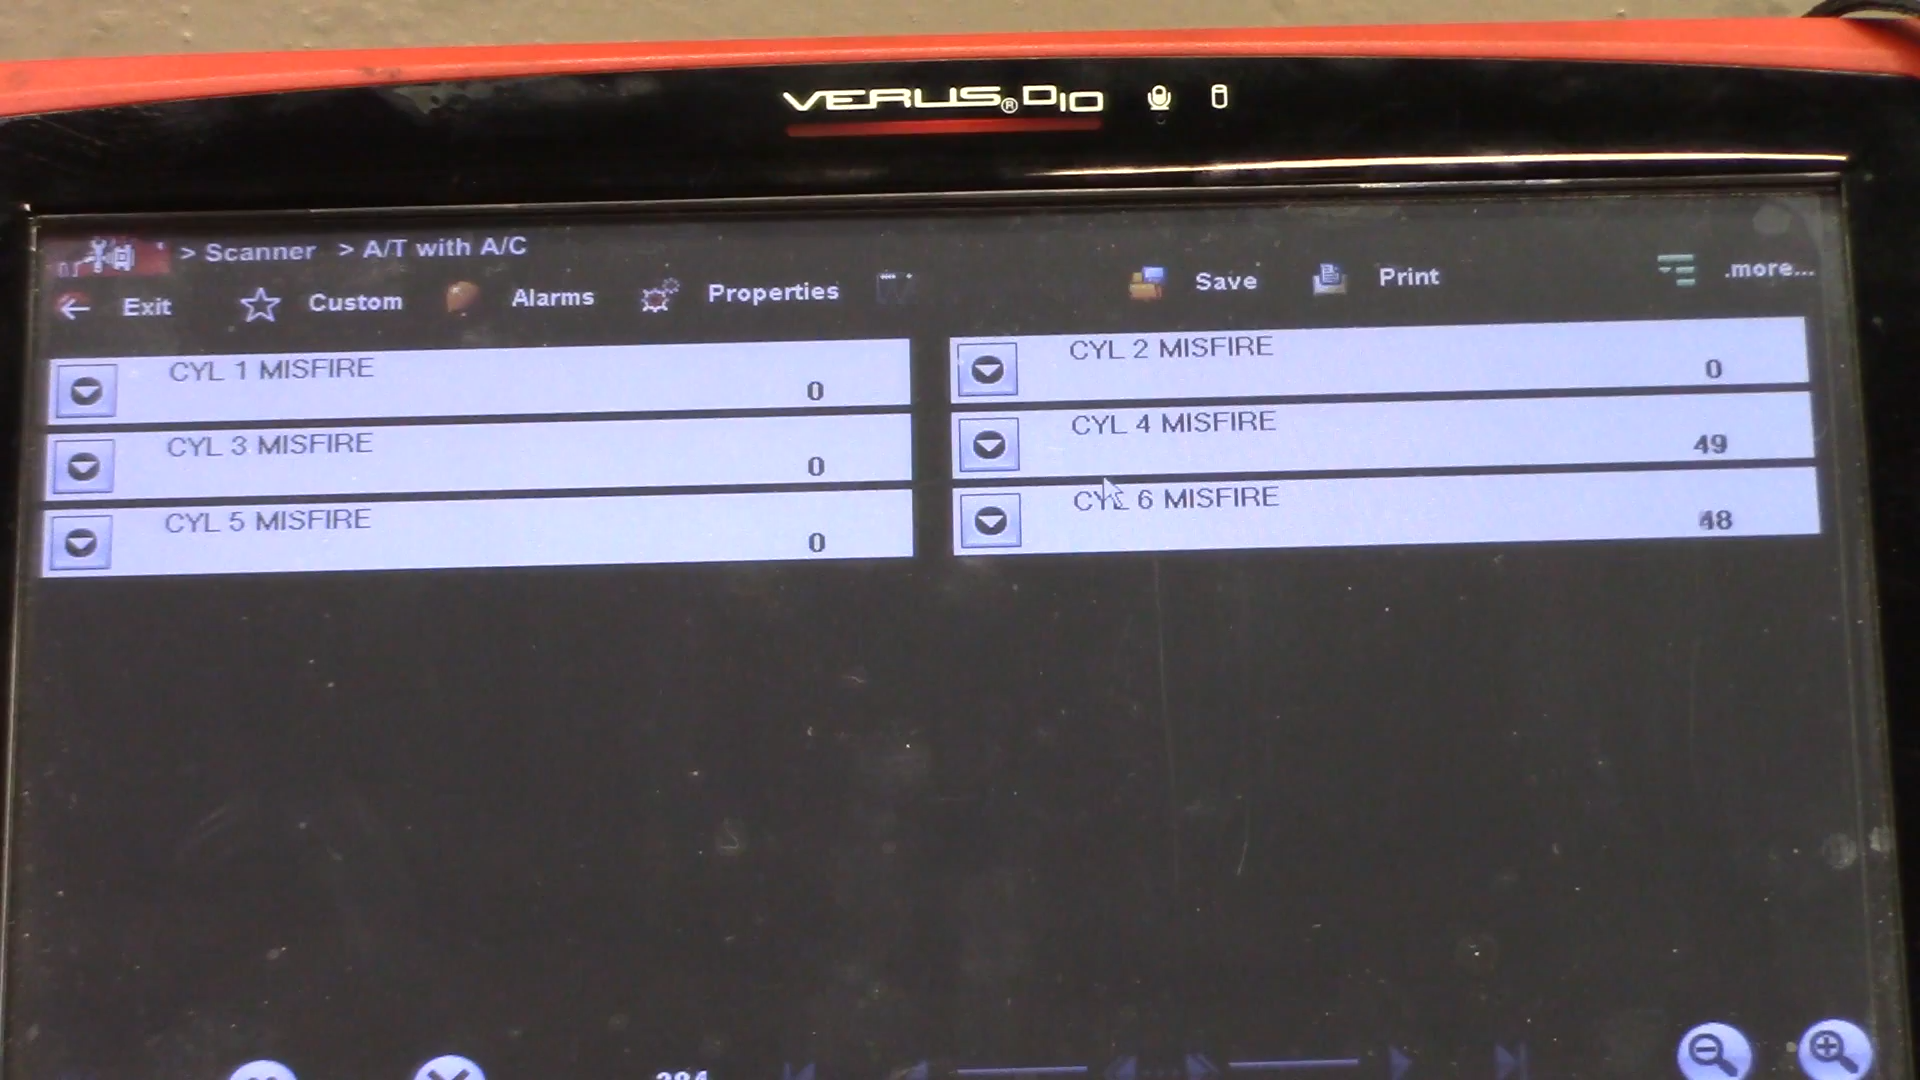 VERUS® D10
> Scanner > A/T with A/C
Exit Custom Alarms Properties Save Print .more...
CYL 1 MISFIRE 0
CYL 2 MISFIRE 0
CYL 3 MISFIRE 0
CYL 4 MISFIRE 49
CYL 5 MISFIRE 0
CYL 6 MISFIRE 48